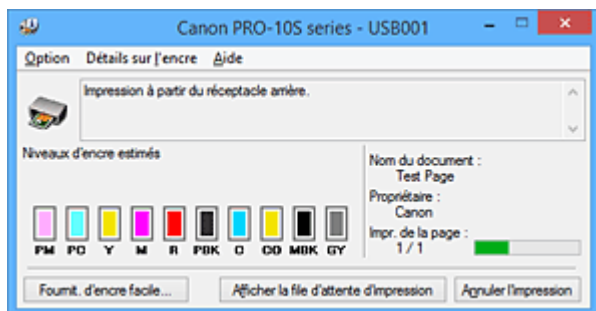 Canon PRO-10S series - USB001
Option Détails sur l'encre Aide
Impression à partir du réceptacle arrière.
Niveaux d'encre estimés
Nom du document :
Test Page
Propriétaire :
Canon
Impr. de la page :
1 / 1
PM PC Y M R PBK C CO MBK GY
Fournit. d'encre facile... Afficher la file d'attente d'impression Annuler l'impression